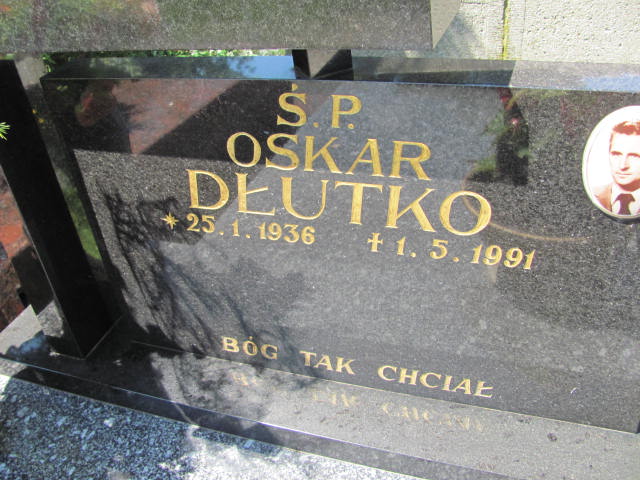 Ś.P.
OSKAR
DŁUTKO
* 25.1.1936 † 1.5.1991
BÓG TAK CHCIAŁ